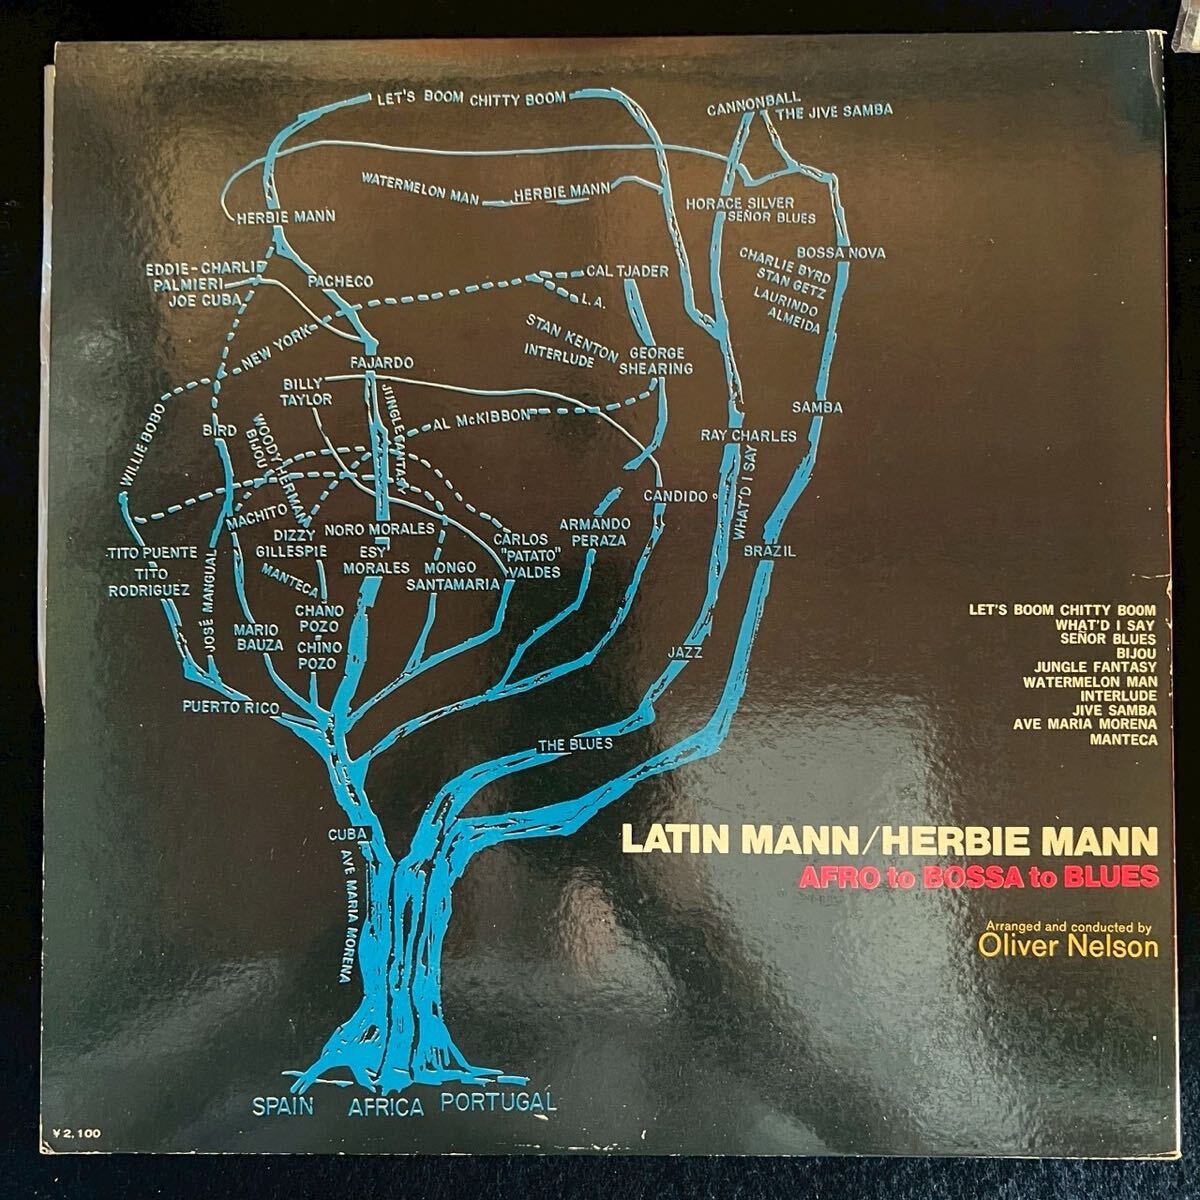 LET'S BOOM CHITTY BOOM
CANNONBALL
THE JIVE SAMBA
WATERMELON MAN
HERBIE MANN
HORACE SILVER
SEÑOR BLUES
HERBIE MANN
BOSSA NOVA
CHARLIE BYRD
STAN GETZ
LAURINDO
ALMEIDA
EDDIE-CHARLIE
PALMIERI
JOE CUBA
PACHECO
CAL TJADER
L.A.
NEW YORK
STAN KENTON
INTERLUDE
GEORGE
SHEARING
FAJARDO
BILLY
TAYLOR
JUNGLE FANTASY
AL McKIBBON
SAMBA
WILLIE BOBO
BIRD
WOODY HERMAN
BIJOU
RAY CHARLES
WHAT'D I SAY
CANDIDO
MACHITO
DIZZY
GILLESPIE
MANTECA
NORO MORALES
ESY
MORALES
MONGO
SANTAMARIA
CARLOS
"PATATO"
VALDES
ARMANDO
PERAZA
BRAZIL
TITO PUENTE
TITO
RODRIGUEZ
JOSÉ MANGUAL
MARIO
BAUZA
CHANO
POZO
CHINO
POZO
JAZZ
PUERTO RICO
THE BLUES
CUBA
AVE MARIA MORENA
SPAIN
AFRICA
PORTUGAL
LET'S BOOM CHITTY BOOM
WHAT'D I SAY
SEÑOR BLUES
BIJOU
JUNGLE FANTASY
WATERMELON MAN
INTERLUDE
JIVE SAMBA
AVE MARIA MORENA
MANTECA
LATIN MANN/HERBIE MANN
AFRO to BOSSA to BLUES
Arranged and conducted by
Oliver Nelson
¥2,100